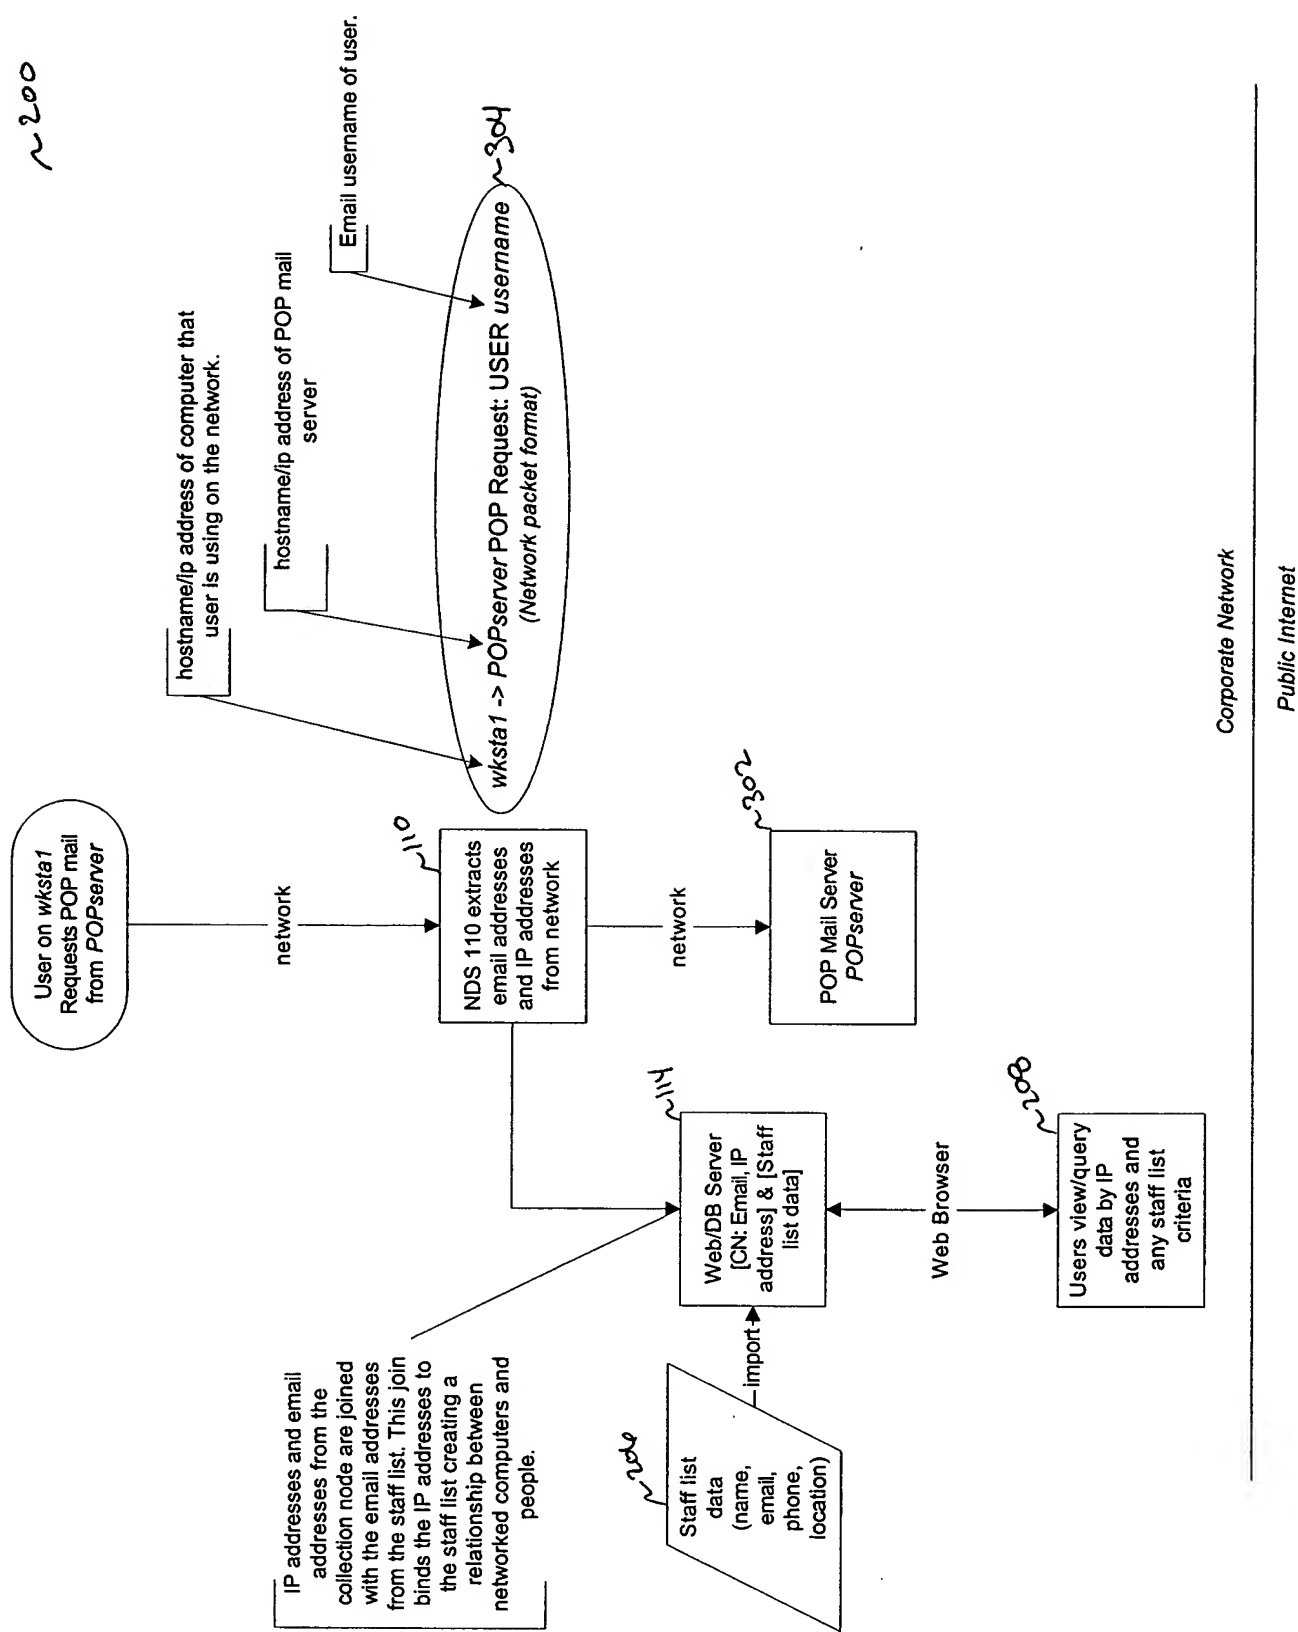 ~200
User on wksta1
Requests POP mail
from POPserver
network
~110
NDS 110 extracts
email addresses
and IP addresses
from network
network
~302
POP Mail Server
POPserver
hostname/ip address of computer that
user is using on the network.
hostname/ip address of POP mail
server
Email username of user.
~304
wksta1 -> POPserver POP Request: USER username
(Network packet format)
IP addresses and email
addresses from the
collection node are joined
with the email addresses
from the staff list. This join
binds the IP addresses to
the staff list creating a
relationship between
networked computers and
people.
~114
Web/DB Server
[CN: Email, IP
address] & [Staff
list data]
~206
Staff list
data
(name,
email,
phone,
location)
import
Web Browser
~208
Users view/query
data by IP
addresses and
any staff list
criteria
Corporate Network
Public Internet